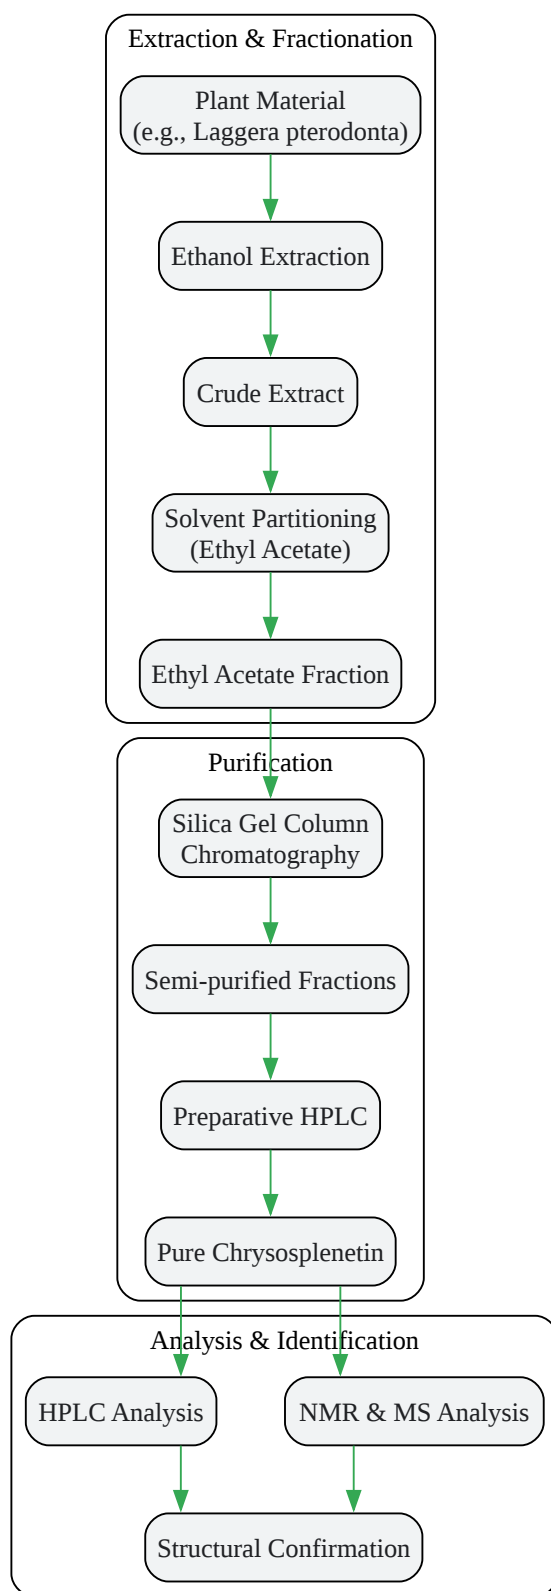 Extraction & Fractionation
Plant Material
(e.g., Laggera pterodonta)
Ethanol Extraction
Crude Extract
Solvent Partitioning
(Ethyl Acetate)
Ethyl Acetate Fraction
Purification
Silica Gel Column
Chromatography
Semi-purified Fractions
Preparative HPLC
Pure Chrysosplenetin
Analysis & Identification
HPLC Analysis
NMR & MS Analysis
Structural Confirmation